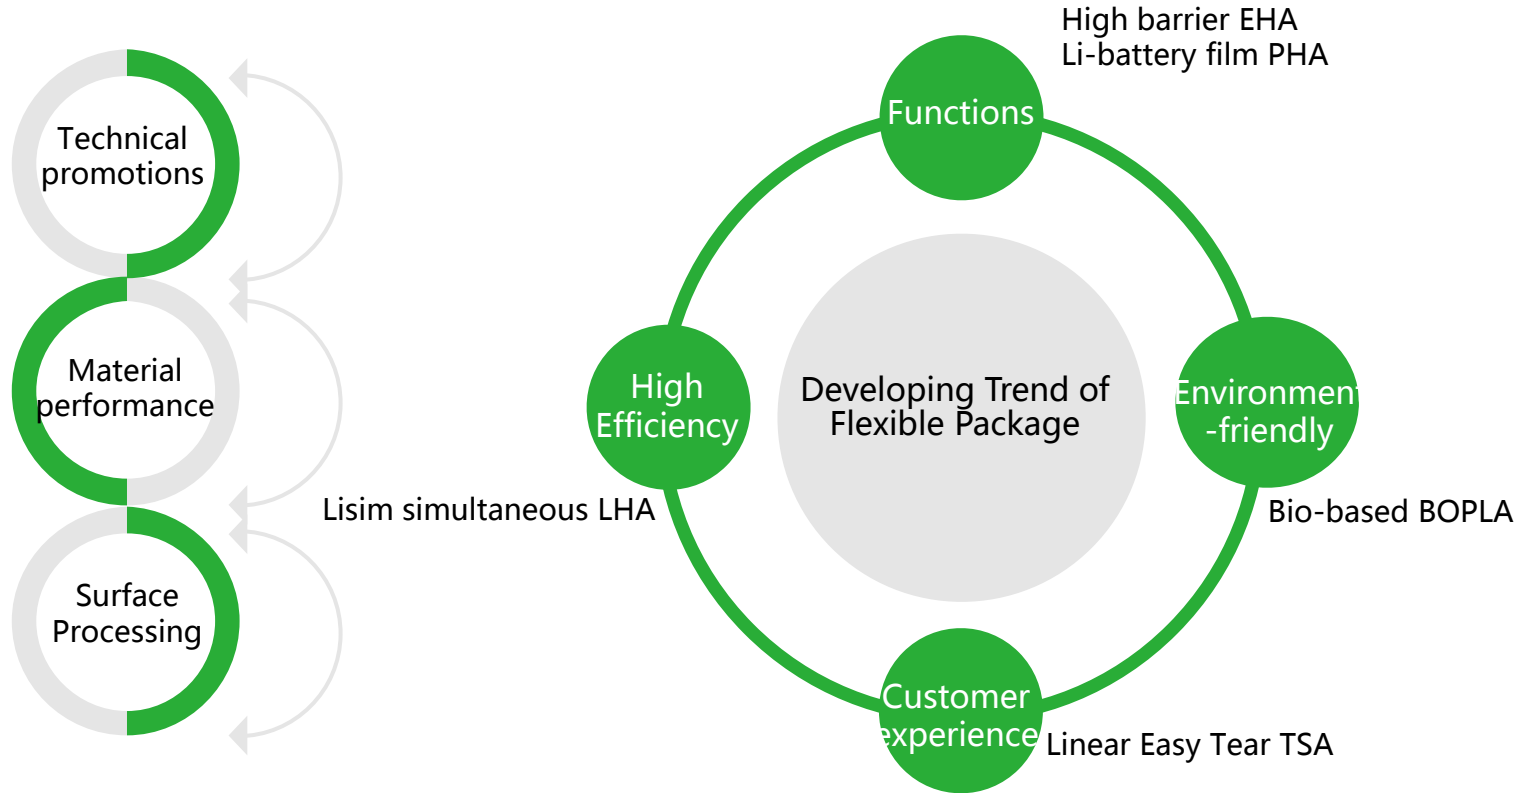 Technical
promotions
Material
performance
Surface
Processing
High barrier EHA
Li-battery film PHA
Functions
High
Efficiency
Lisim simultaneous LHA
Developing Trend of
Flexible Package
Environment
-friendly
Bio-based BOPLA
Customer
experience
Linear Easy Tear TSA